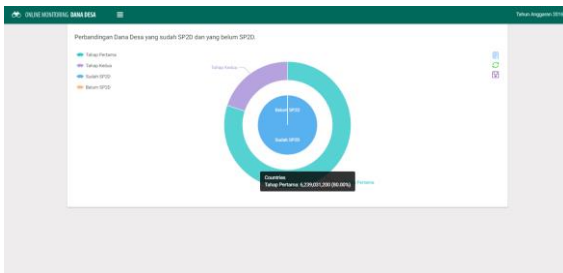 ONLINE MONITORING DANA DESA
Tahun Anggaran 2016
Perbandingan Dana Desa yang sudah SP2D dan yang belum SP2D.
Tahap Pertama
Tahap Kedua
Sudah SP2D
Belum SP2D
Tahap Kedua
Belum SP2D
Sudah SP2D
Countries
Tahap Pertama: 6,239,031,200 (80.00%)
Pertama